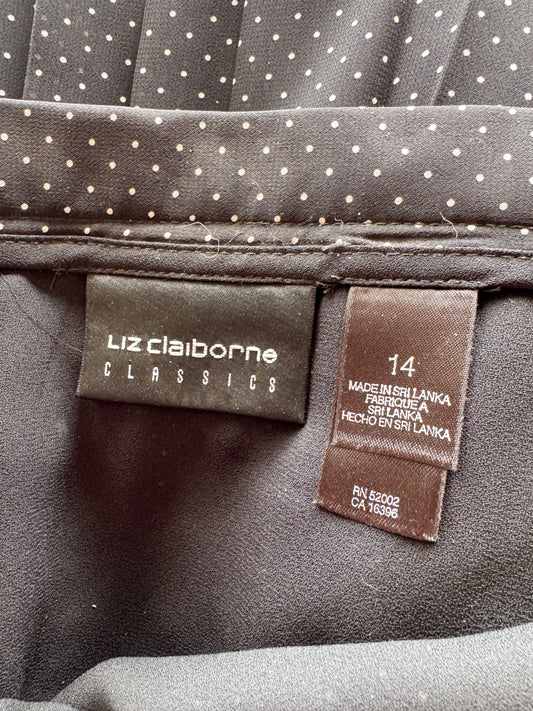 Liz claiborne
CLASSICS
14
MADE IN SRI LANKA
FABRIQUE A
SRI LANKA
HECHO EN SRI LANKA
RN 52002
CA 16396